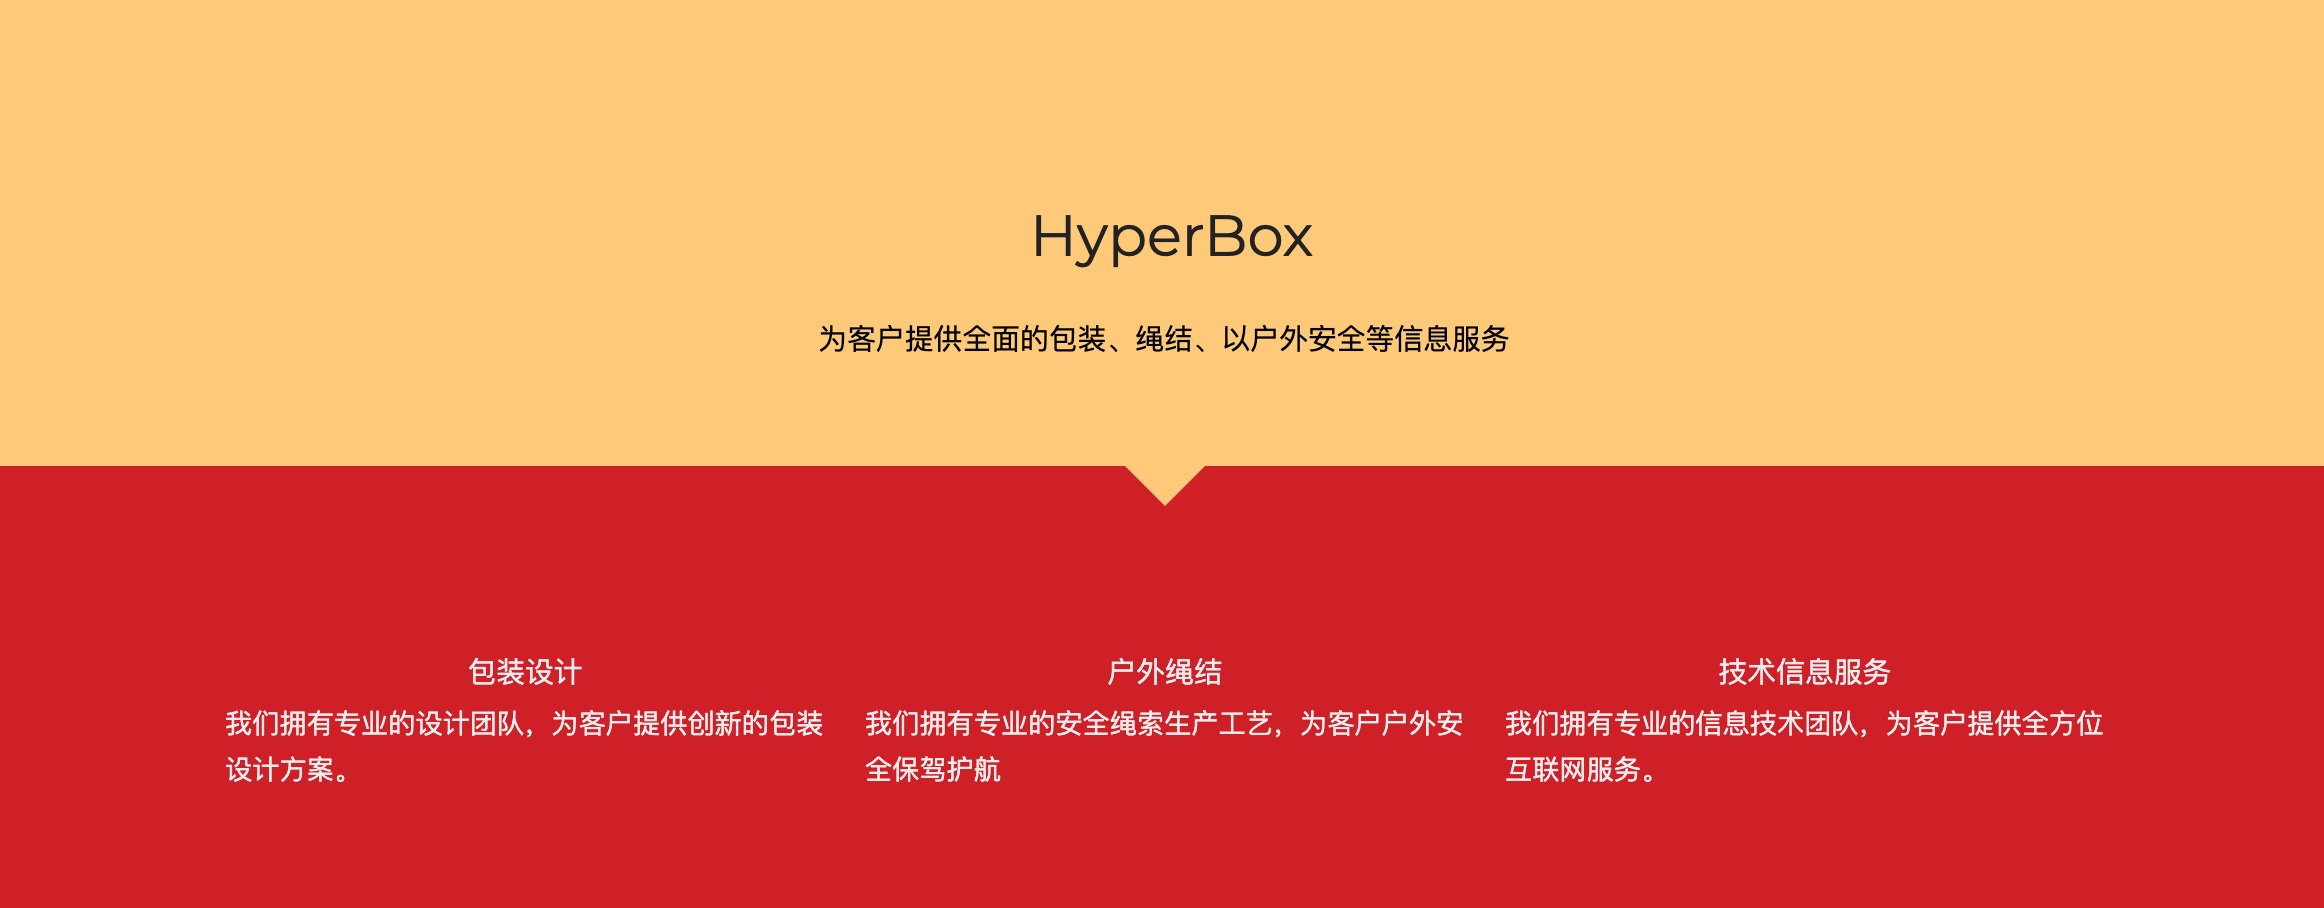 HyperBox
为客户提供全面的包装、绳结、以户外安全等信息服务
包装设计
我们拥有专业的设计团队，为客户提供创新的包装
设计方案。
户外绳结
我们拥有专业的安全绳索生产工艺，为客户户外安
全保驾护航
技术信息服务
我们拥有专业的信息技术团队，为客户提供全方位
互联网服务。